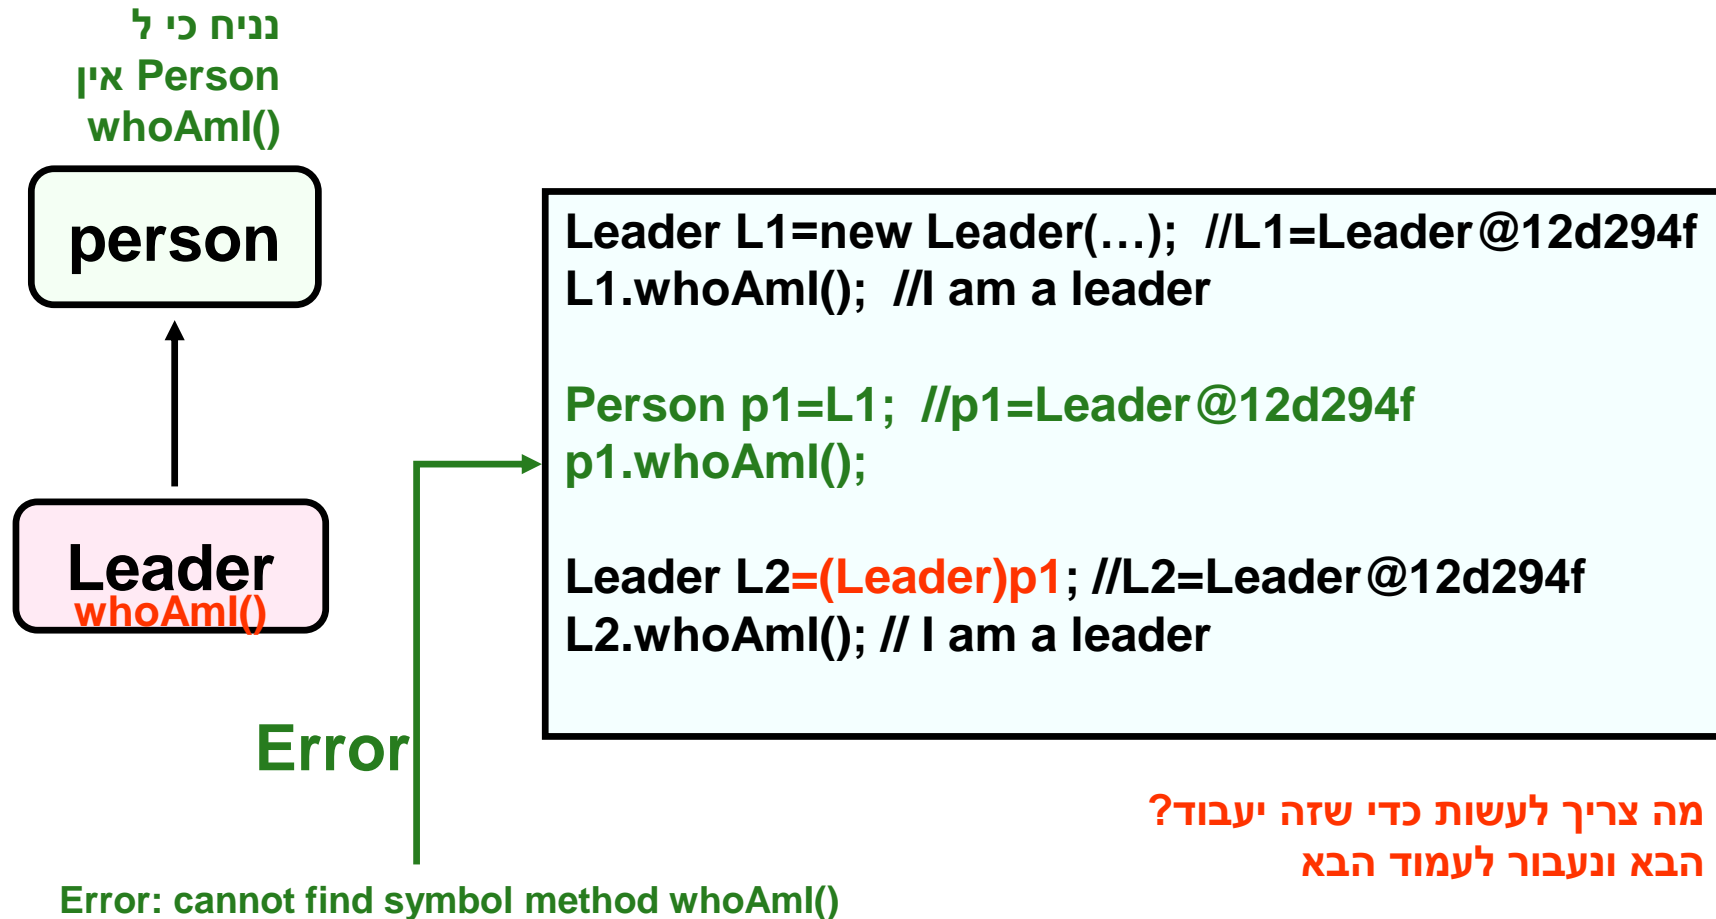 נניח כי ל
Person אין
whoAmI()
person
Leader
whoAmI()
Leader L1=new Leader(…); //L1=Leader@12d294f
L1.whoAmI(); //I am a leader
Person p1=L1; //p1=Leader@12d294f
p1.whoAmI();
Leader L2=(Leader)p1; //L2=Leader@12d294f
L2.whoAmI(); // I am a leader
Error
Error: cannot find symbol method whoAmI()
מה צריך לעשות כדי שזה יעבוד?
הבא ונעבור לעמוד הבא